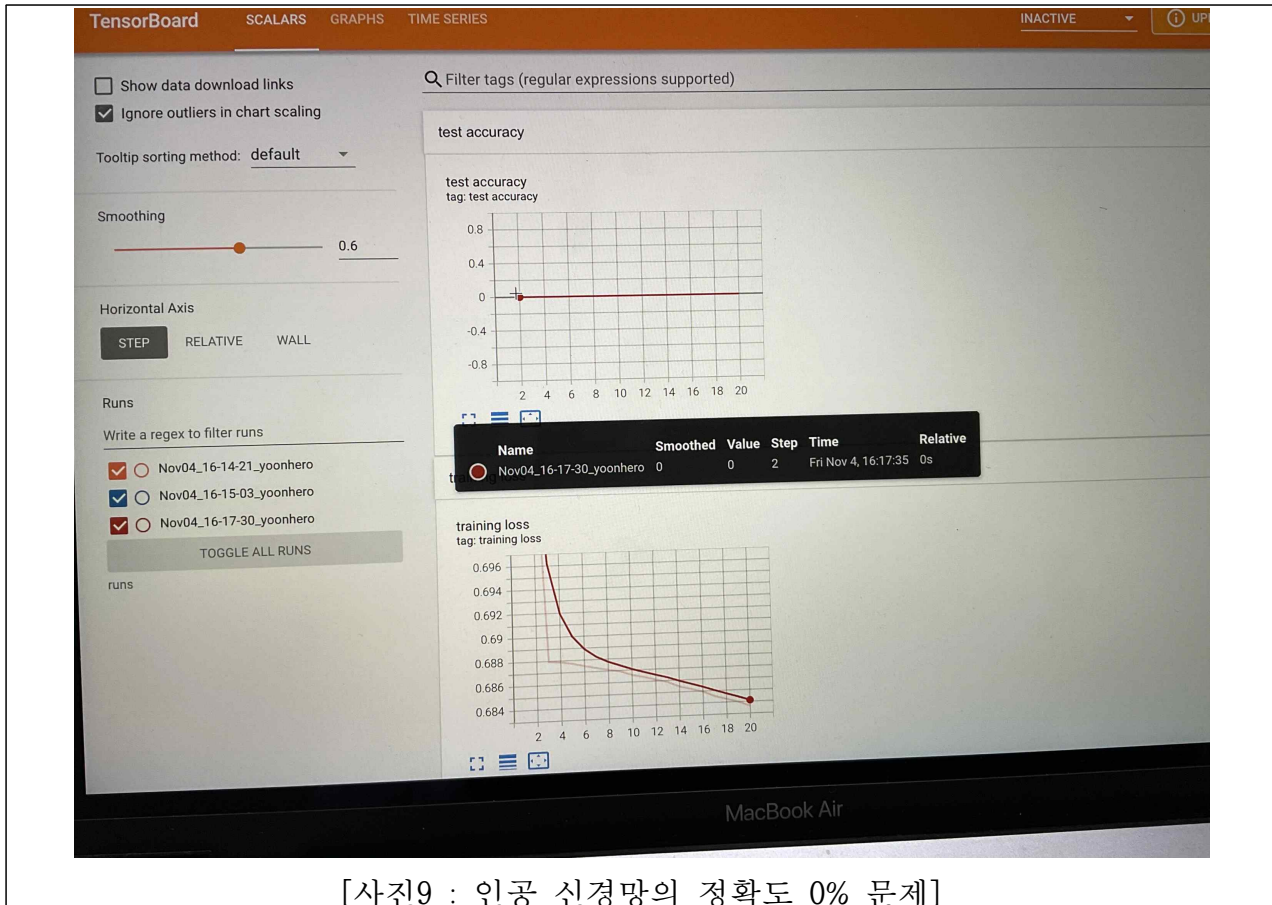 TensorBoard SCALARS GRAPHS TIME SERIES INACTIVE
Show data download links
Ignore outliers in chart scaling
Tooltip sorting method: default
Smoothing
0.6
Horizontal Axis
STEP RELATIVE WALL
Runs
Write a regex to filter runs
Nov04_16-14-21_yoonhero
Nov04_16-15-03_yoonhero
Nov04_16-17-30_yoonhero
TOGGLE ALL RUNS
runs
Filter tags (regular expressions supported)
test accuracy
test accuracy
tag: test accuracy
0.8
0.4
0
-0.4
-0.8
2 4 6 8 10 12 14 16 18 20
Name Smoothed Value Step Time Relative
Nov04_16-17-30_yoonhero 0 0 2 Fri Nov 4, 16:17:35 0s
training loss
tag: training loss
0.696
0.694
0.692
0.69
0.688
0.686
0.684
2 4 6 8 10 12 14 16 18 20
MacBook Air
[사진9 : 인공 신경망의 정확도 0% 문제]